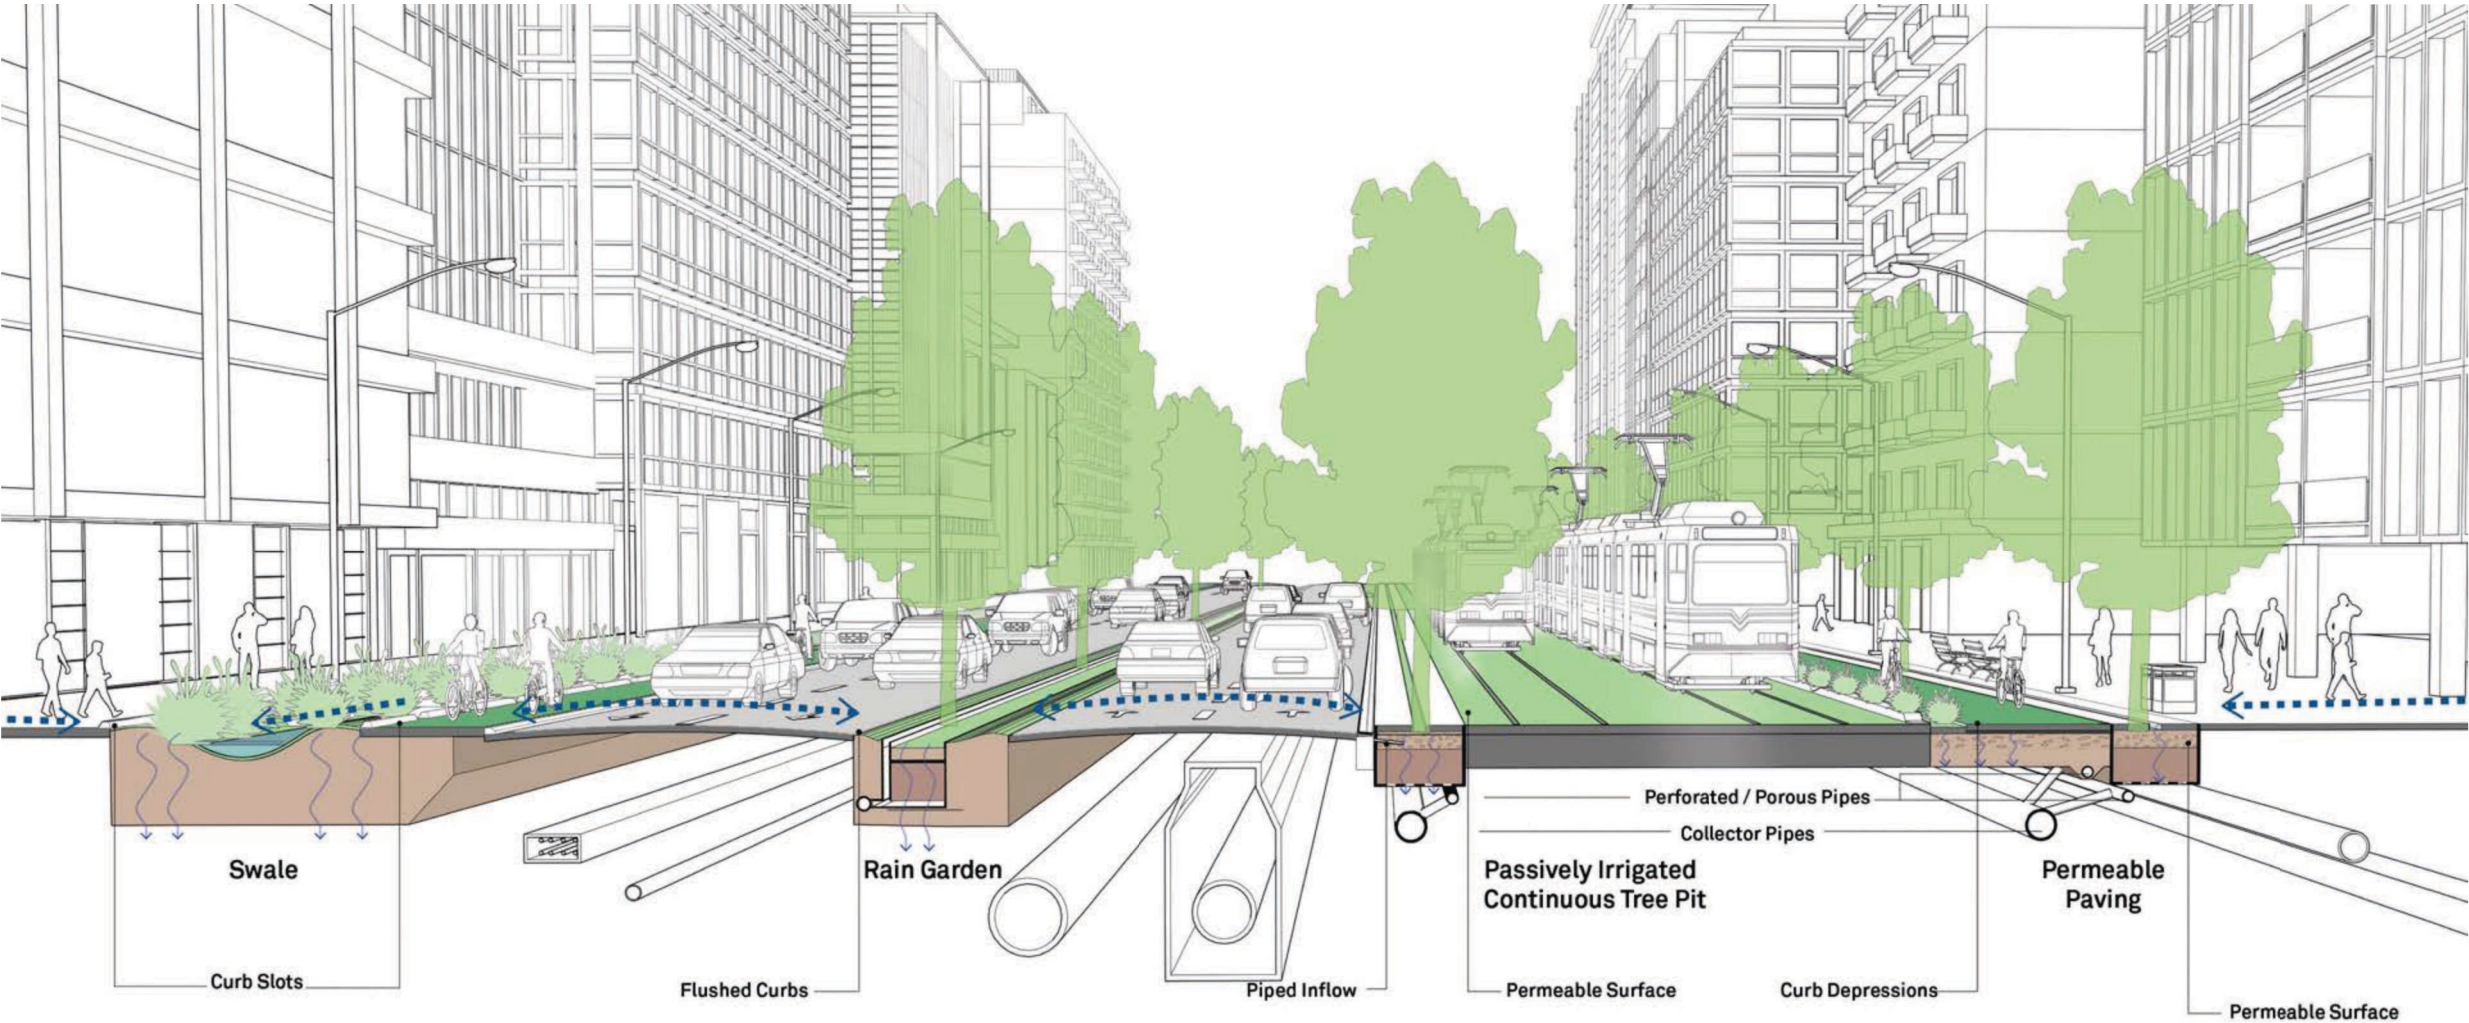 Perforated / Porous Pipes
Collector Pipes
Swale
Rain Garden
Passively Irrigated
Continuous Tree Pit
Permeable
Paving
Curb Slots
Flushed Curbs
Piped Inflow
Permeable Surface
Curb Depressions
Permeable Surface